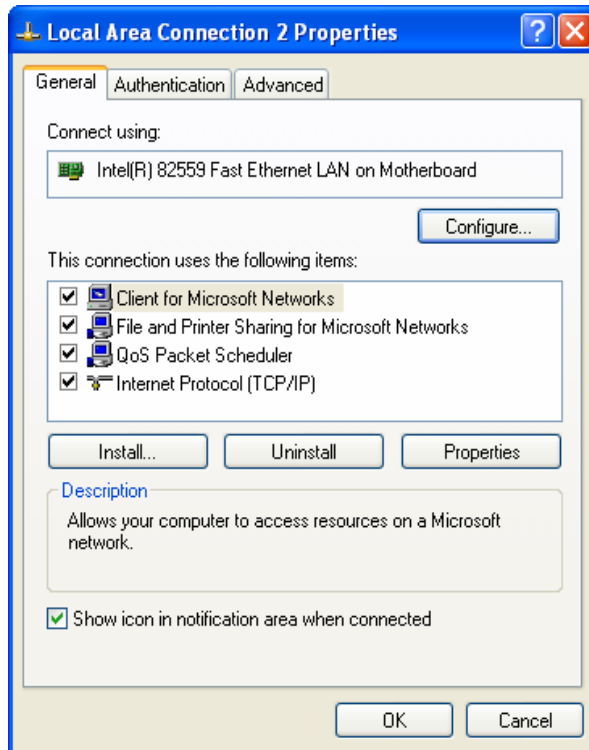 Local Area Connection 2 Properties
General Authentication Advanced
Connect using:
Intel(R) 82559 Fast Ethernet LAN on Motherboard
Configure...
This connection uses the following items:
Client for Microsoft Networks
File and Printer Sharing for Microsoft Networks
QoS Packet Scheduler
Internet Protocol (TCP/IP)
Install... Uninstall Properties
Description
Allows your computer to access resources on a Microsoft
network.
Show icon in notification area when connected
OK Cancel